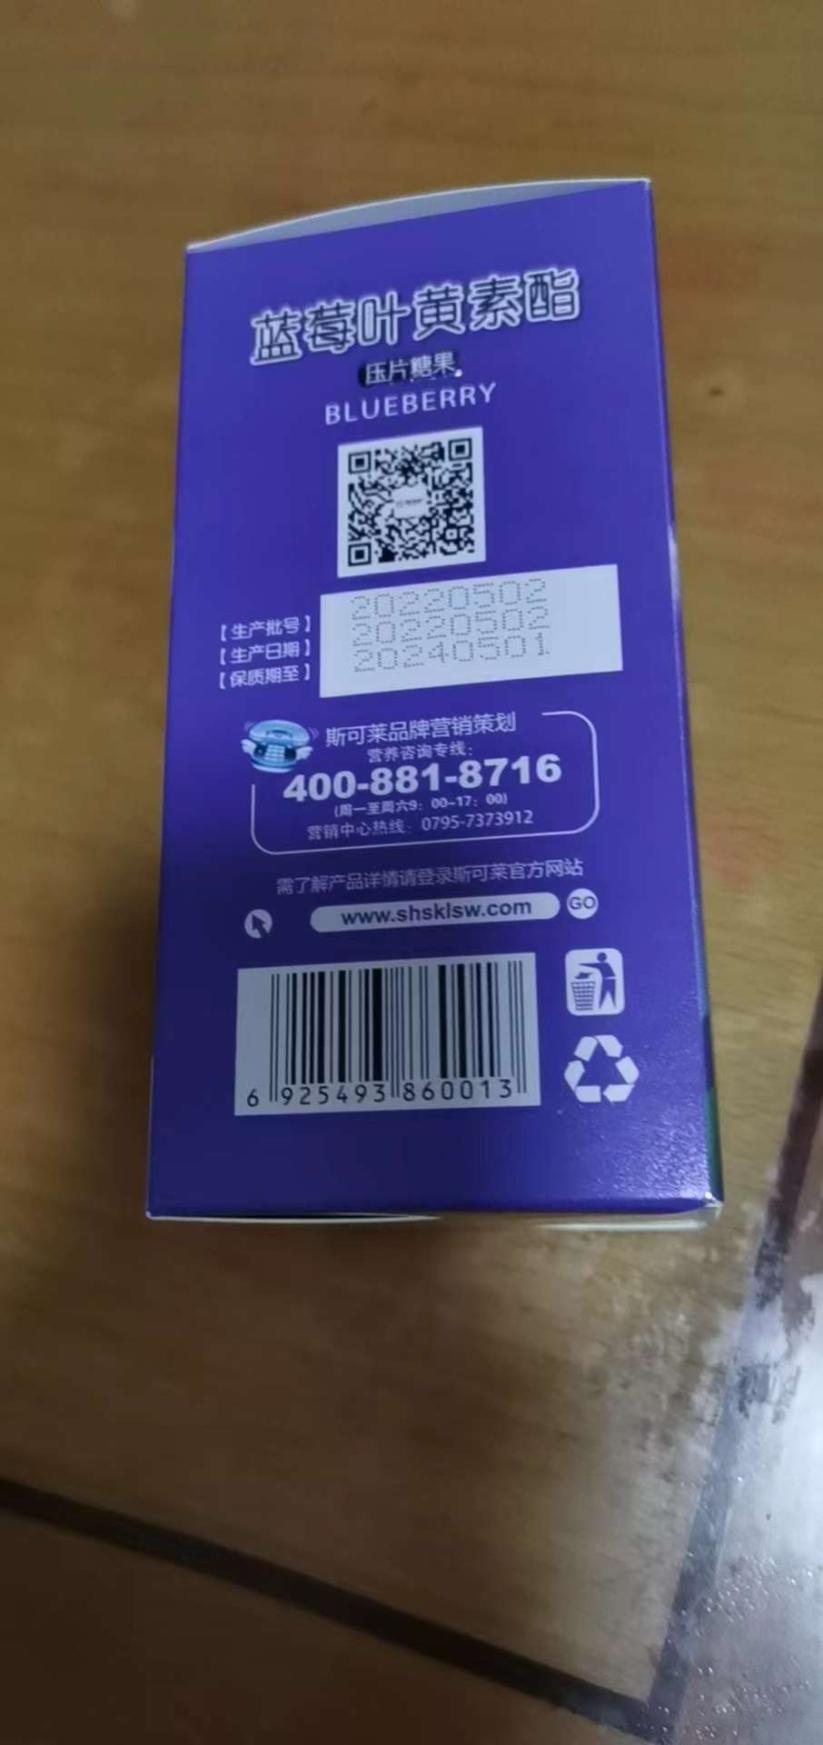 蓝莓叶黄素酯
压片糖果
BLUEBERRY
【生产批号】 20220502
【生产日期】 20220502
【保质期至】 20240501
斯可莱品牌营销策划
营养咨询专线：
400-881-8716
(周一至周六9：00-17：00)
营销中心热线：0795-7373912
需了解产品详情请登录斯可莱官方网站
www.shsklsw.com GO
6 925493 860013